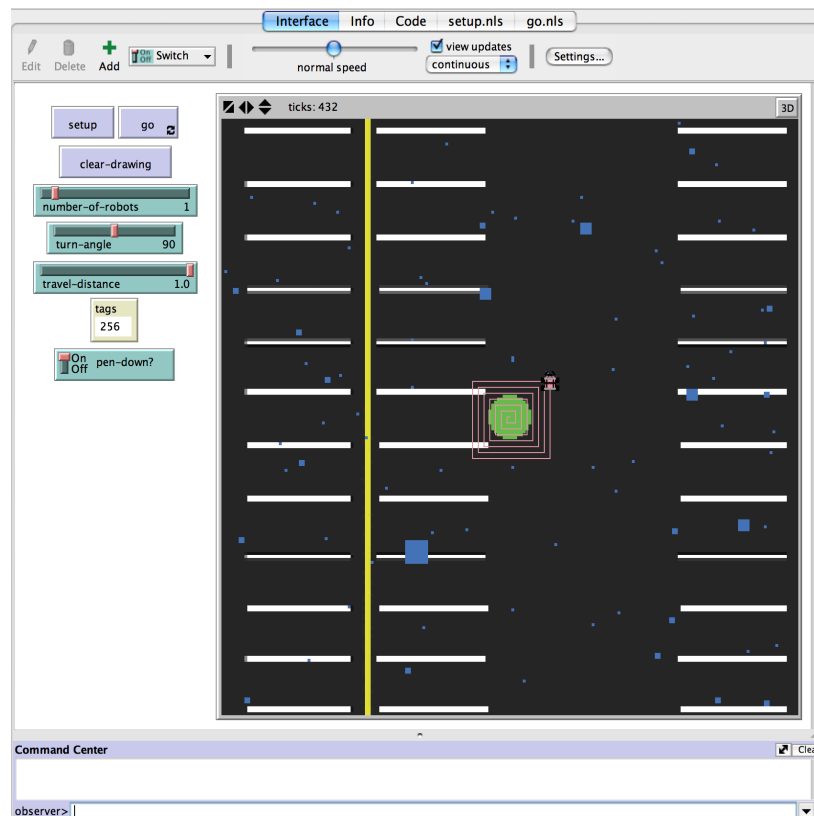 Interface Info Code setup.nls go.nls
Edit Delete Add On Off Switch normal speed view updates continuous Settings...
ticks: 432 3D
setup go
clear-drawing
number-of-robots 1
turn-angle 90
travel-distance 1.0
tags
256
On
Off pen-down?
Command Center Clea
observer>